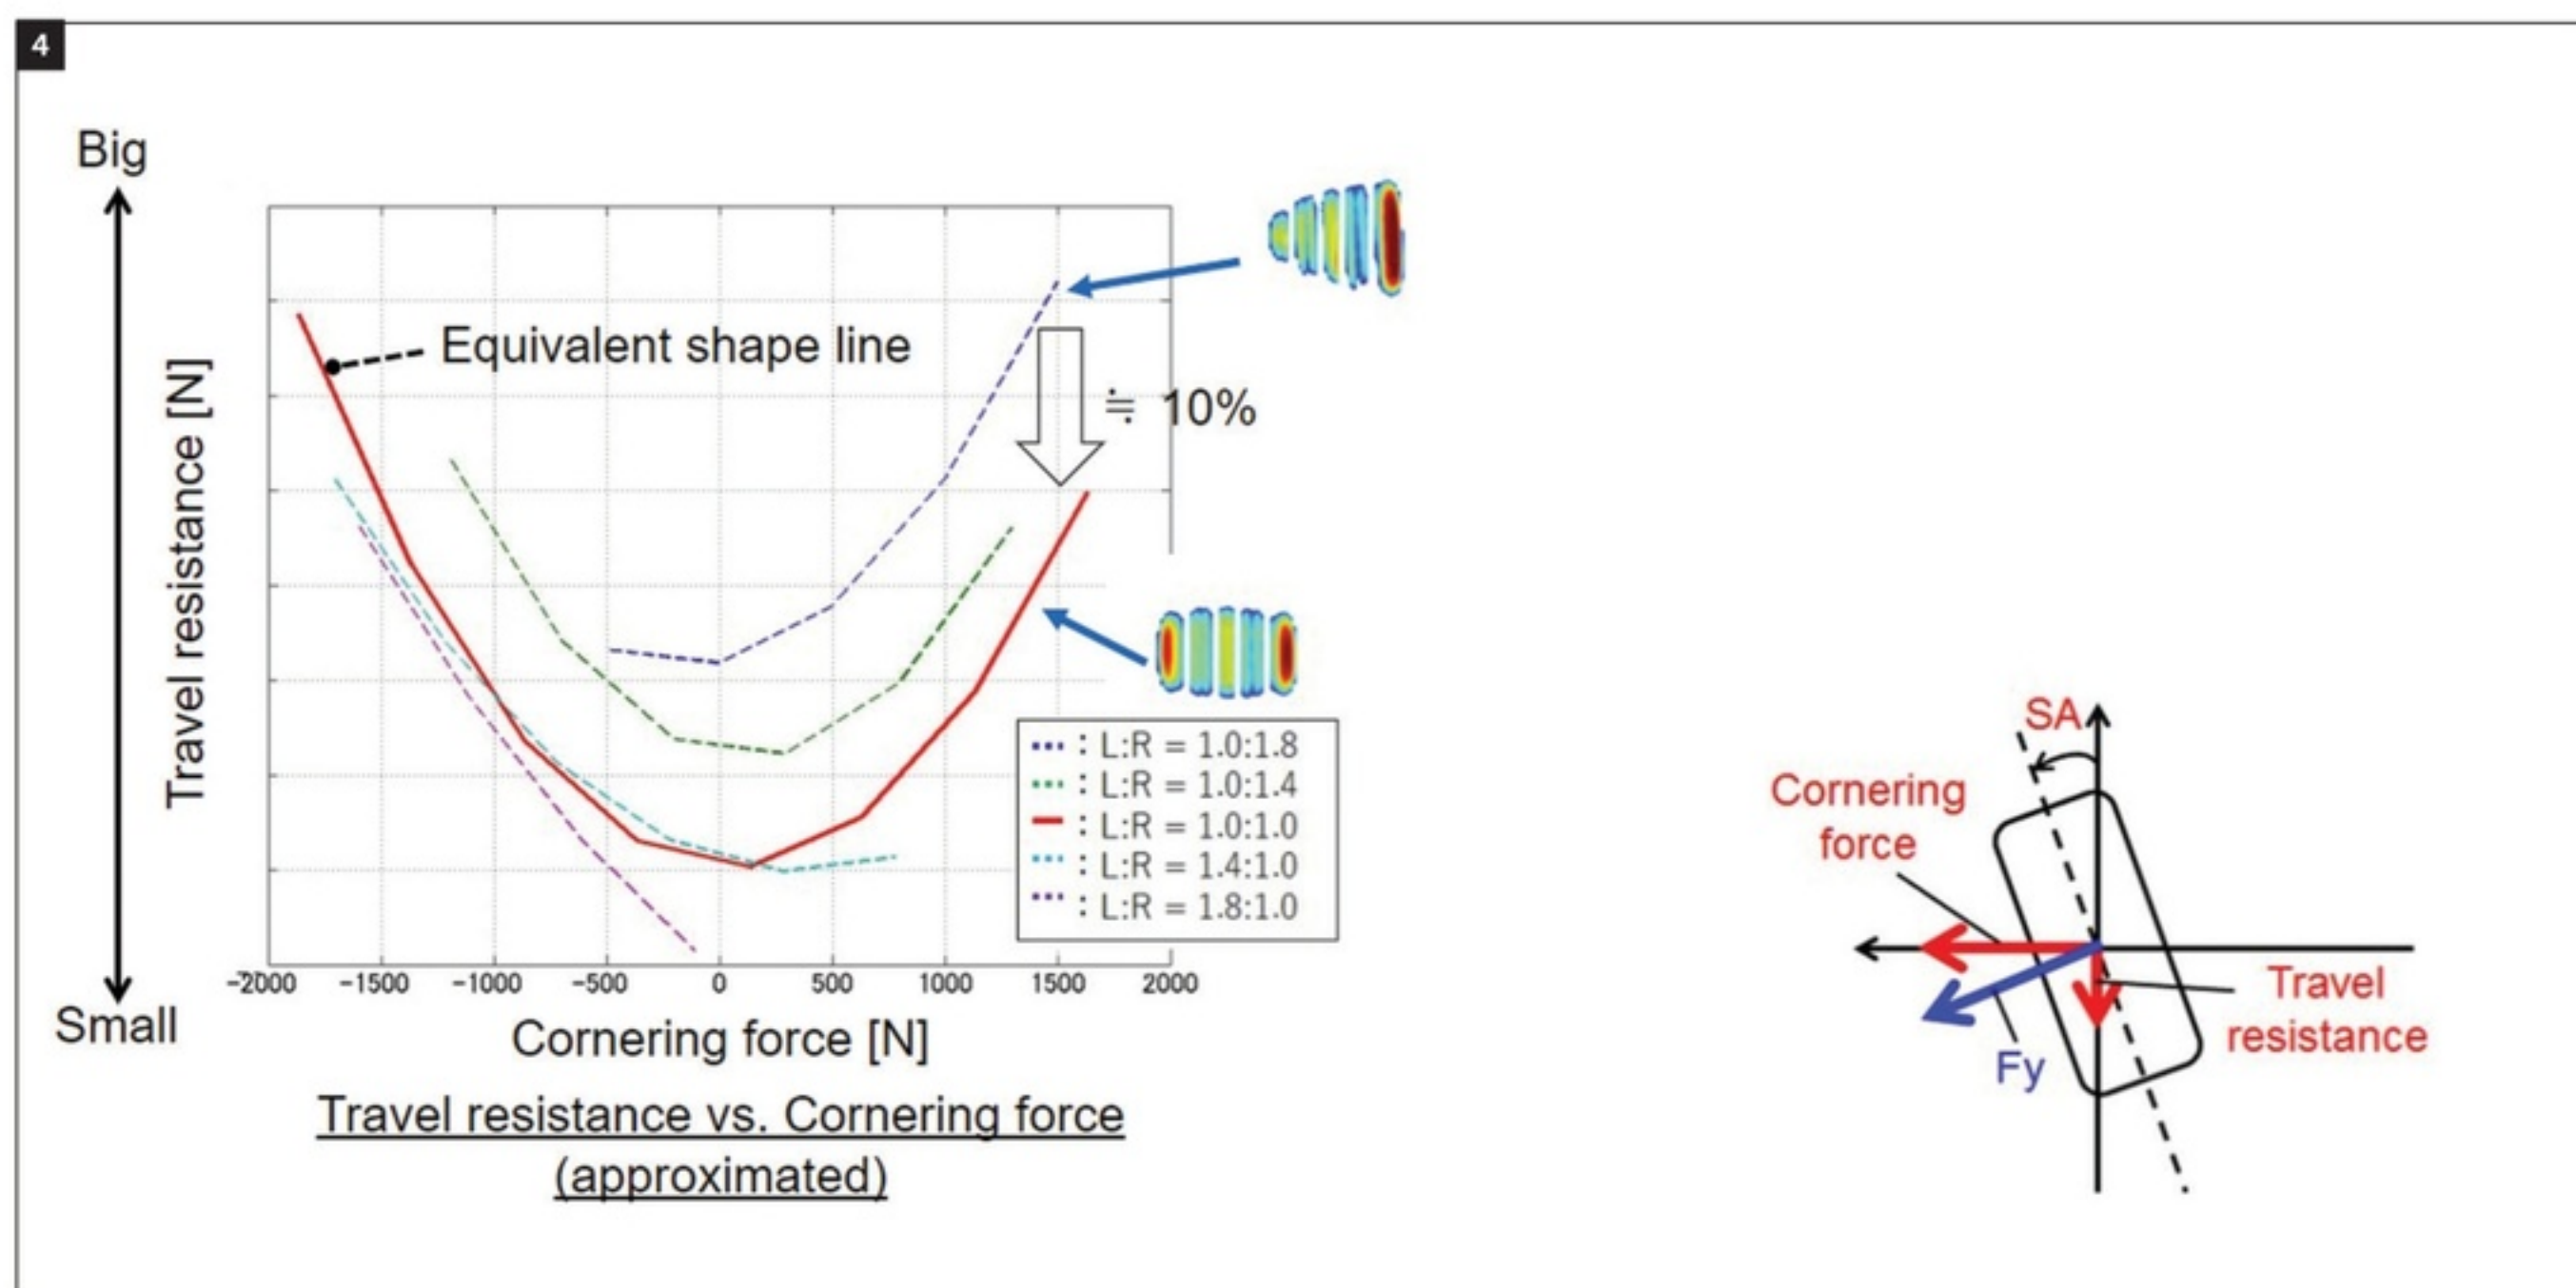 4
Big
Travel resistance [N]
Small
Equivalent shape line
≒ 10%
: L:R = 1.0:1.8
: L:R = 1.0:1.4
: L:R = 1.0:1.0
: L:R = 1.4:1.0
: L:R = 1.8:1.0
-2000 -1500 -1000 -500 0 500 1000 1500 2000
Cornering force [N]
Travel resistance vs. Cornering force
(approximated)
SA
Cornering
force
Travel
resistance
Fy